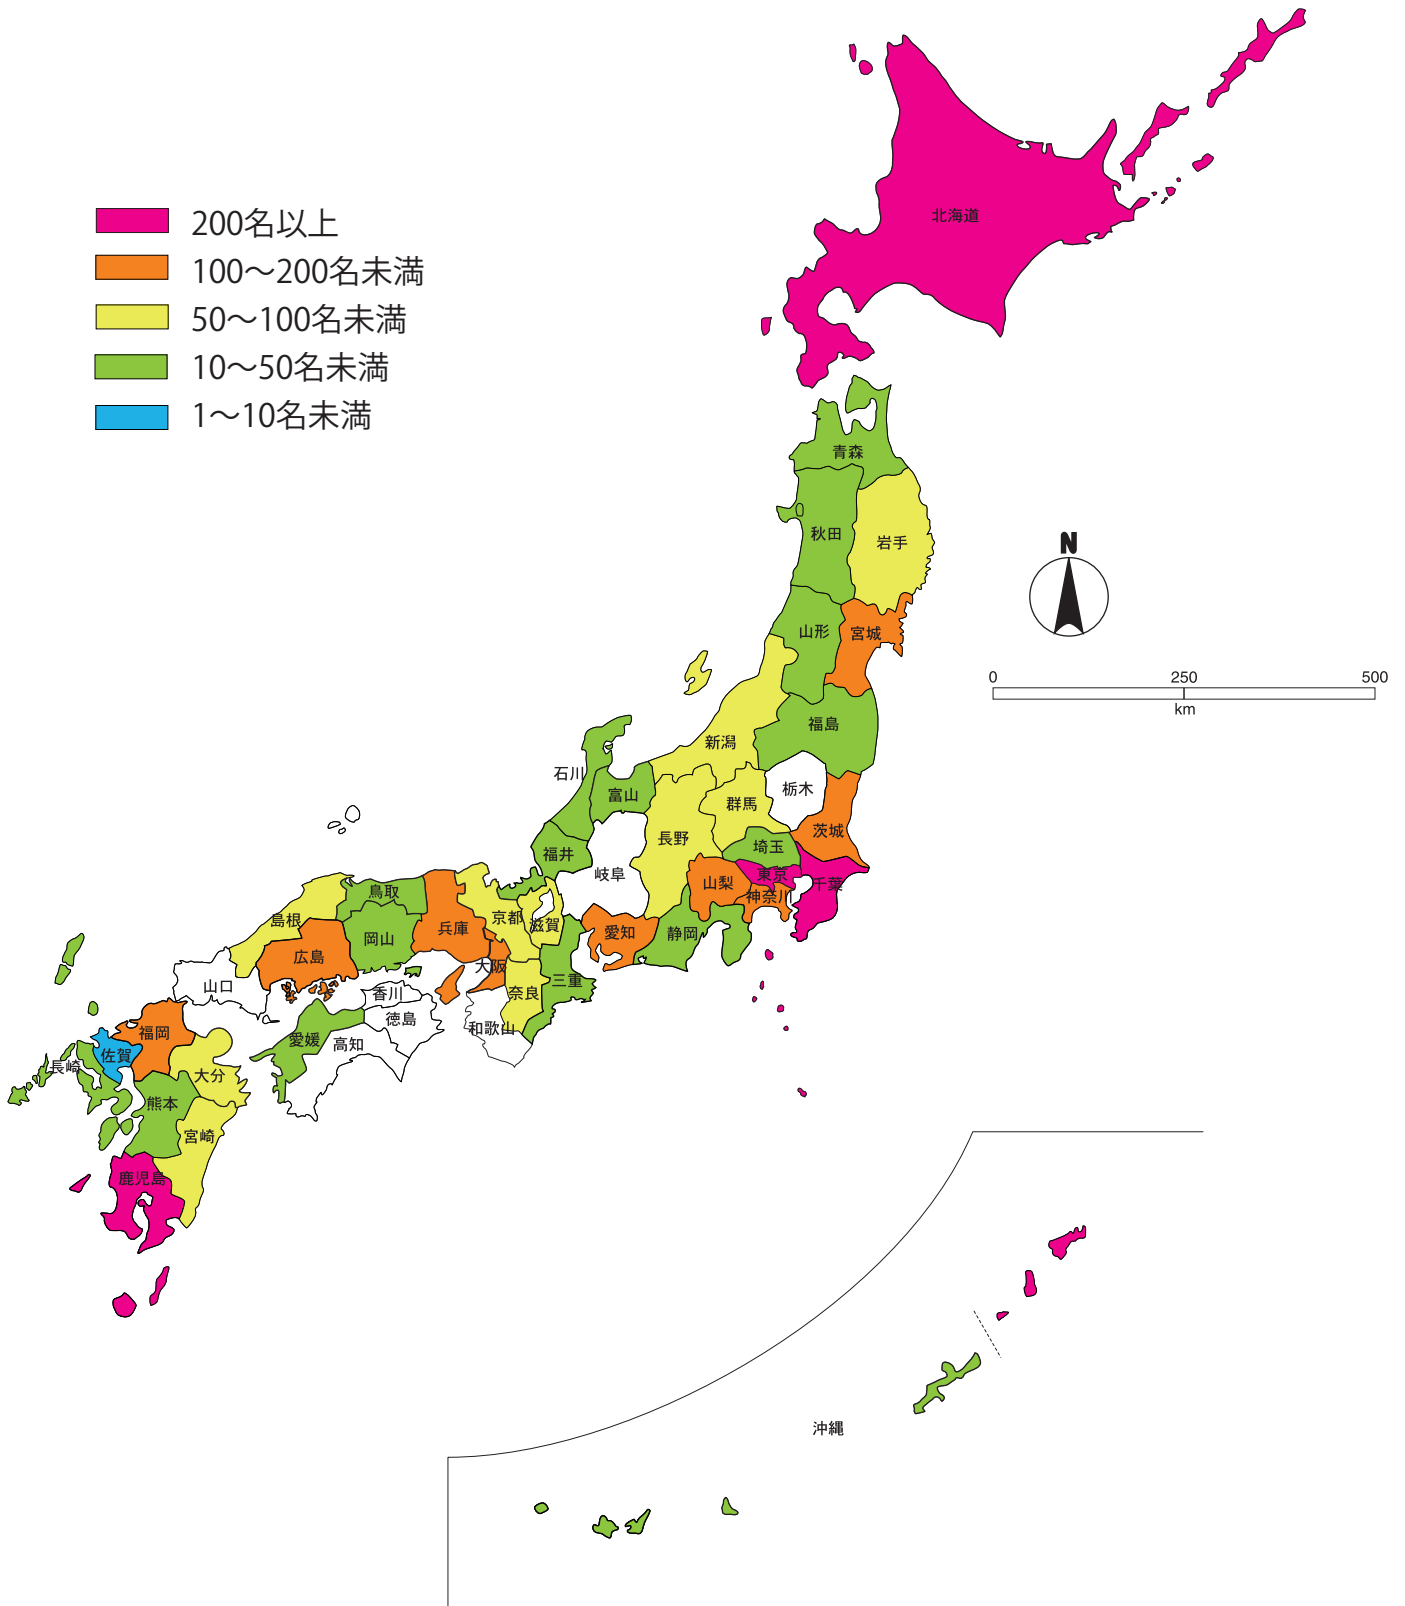 200名以上
100～200名未満
50～100名未満
10～50名未満
1～10名未満
北海道
青森
秋田
岩手
山形
宮城
福島
新潟
石川
富山
栃木
群馬
茨城
長野
埼玉
福井
岐阜
東京
千葉
山梨
神奈川
鳥取
島根
京都
滋賀
兵庫
愛知
静岡
岡山
広島
大阪
三重
奈良
山口
香川
徳島
和歌山
愛媛
高知
福岡
佐賀
長崎
大分
熊本
宮崎
鹿児島
沖縄
N
0 250 500
km